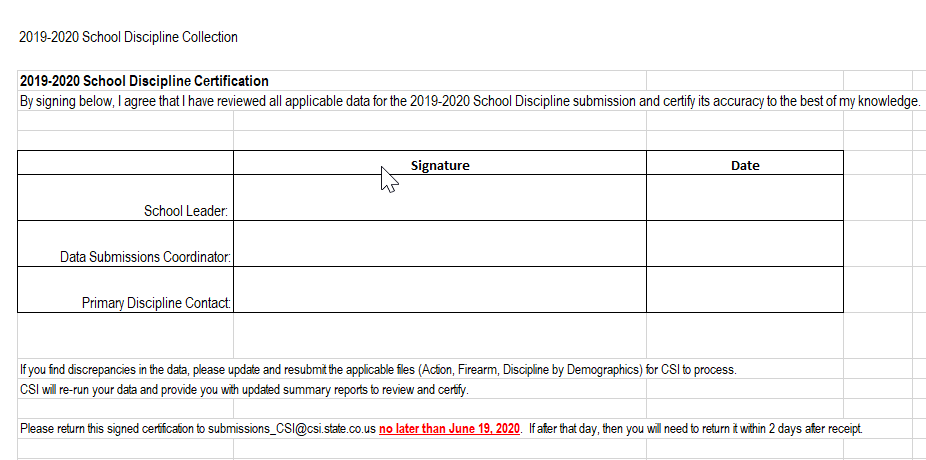 2019-2020 School Discipline Collection
2019-2020 School Discipline Certification
By signing below, I agree that I have reviewed all applicable data for the 2019-2020 School Discipline submission and certify its accuracy to the best of my knowledge.
Signature Date
School Leader:
Data Submissions Coordinator:
Primary Discipline Contact:
If you find discrepancies in the data, please update and resubmit the applicable files (Action, Firearm, Discipline by Demographics) for CSI to process.
CSI will re-run your data and provide you with updated summary reports to review and certify.
Please return this signed certification to submissions_CSI@csi.state.co.us no later than June 19, 2020. If after that day, then you will need to return it within 2 days after receipt.